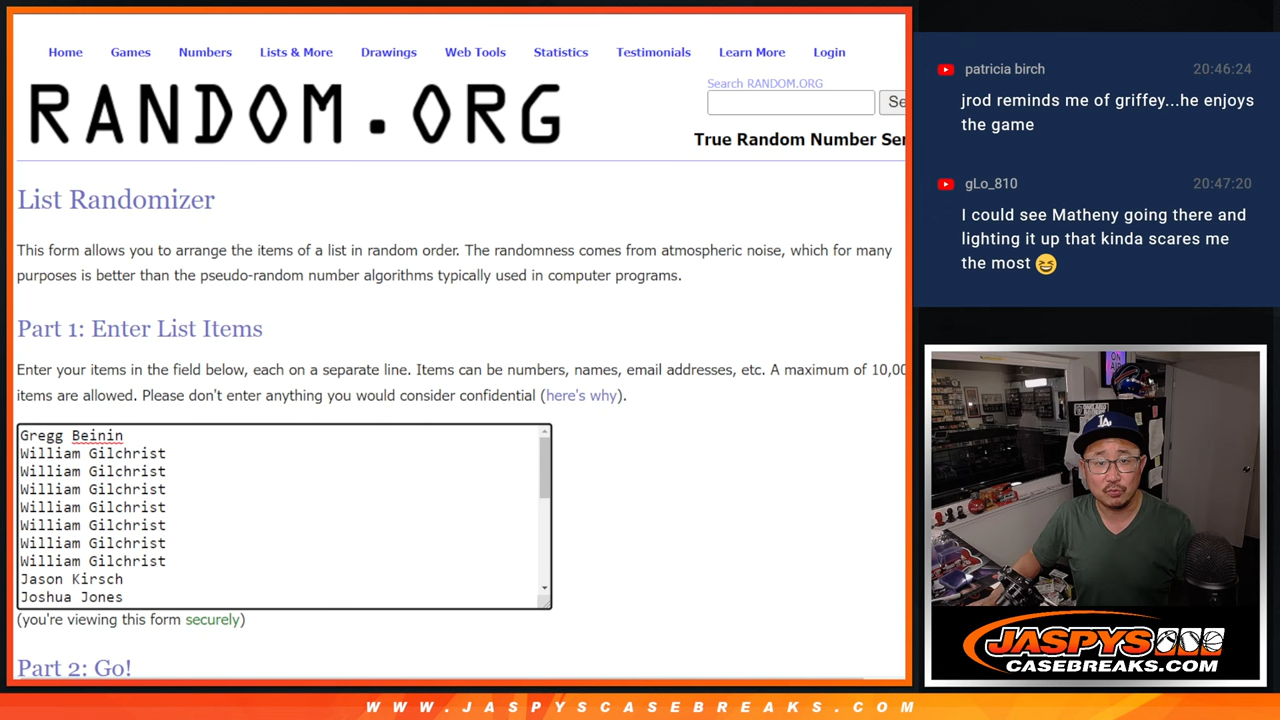 Home Games Numbers Lists & More Drawings Web Tools Statistics Testimonials Learn More Login
RANDOM.ORG
Search RANDOM.ORG
Se
True Random Number Ser
List Randomizer
This form allows you to arrange the items of a list in random order. The randomness comes from atmospheric noise, which for many
purposes is better than the pseudo-random number algorithms typically used in computer programs.
Part 1: Enter List Items
Enter your items in the field below, each on a separate line. Items can be numbers, names, email addresses, etc. A maximum of 10,00
items are allowed. Please don't enter anything you would consider confidential (here's why).
Gregg Beinin
William Gilchrist
William Gilchrist
William Gilchrist
William Gilchrist
William Gilchrist
William Gilchrist
William Gilchrist
Jason Kirsch
Joshua Jones
(you're viewing this form securely)
Part 2: Go!
patricia birch 20:46:24
jrod reminds me of griffey...he enjoys
the game
gLo_810 20:47:20
I could see Matheny going there and
lighting it up that kinda scares me
the most 😆
ON
AIR
LA
JASPYS
CASEBREAKS.COM
WWW.JASPYSCASEBREAKS.COM